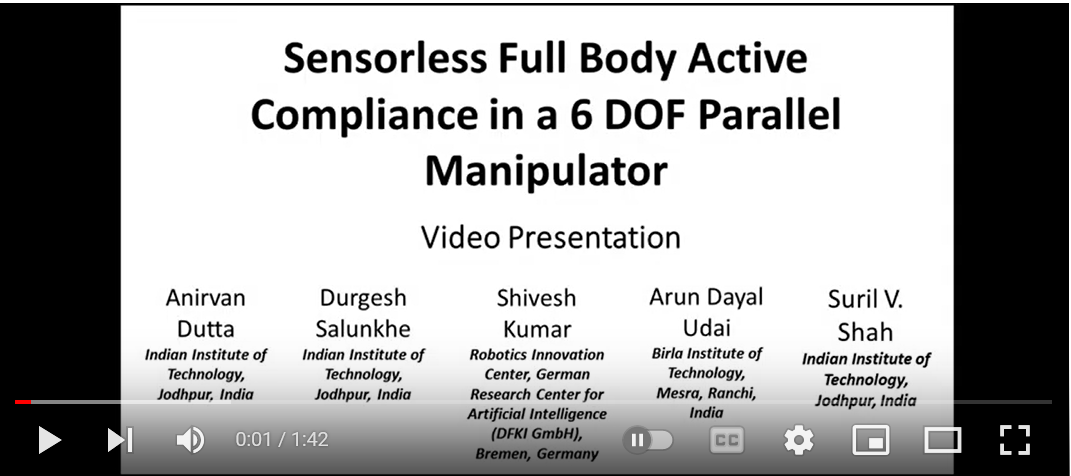 Sensorless Full Body Active
Compliance in a 6 DOF Parallel
Manipulator
Video Presentation
Anirvan
Dutta
Indian Institute of
Technology,
Jodhpur, India
Durgesh
Salunkhe
Indian Institute of
Technology,
Jodhpur, India
Shivesh
Kumar
Robotics Innovation
Center, German
Research Center for
Artificial Intelligence
(DFKI GmbH),
Bremen, Germany
Arun Dayal
Udai
Birla Institute of
Technology,
Mesra, Ranchi,
India
Suril V.
Shah
Indian Institute of
Technology,
Jodhpur, India
0:01 / 1:42
CC